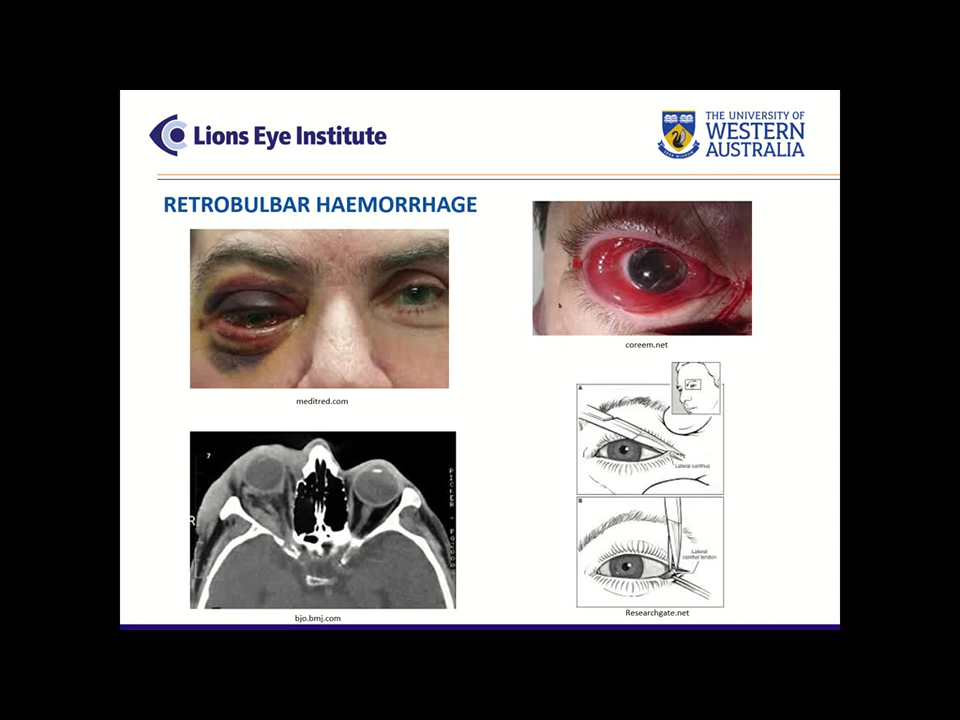 Lions Eye Institute
THE UNIVERSITY OF
WESTERN
AUSTRALIA
RETROBULBAR HAEMORRHAGE
meditred.com
coreem.net
A
Lateral canthus
B
Lateral
canthal tendon
Researchgate.net
7
R
bjo.bmj.com